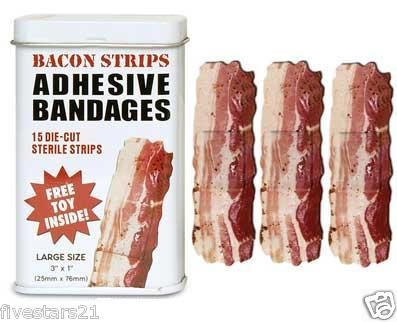 BACON STRIPS
ADHESIVE
BANDAGES
15 DIE-CUT
STERILE STRIPS
FREE
TOY
INSIDE!
LARGE SIZE
3" x 1"
(25mm x 76mm)
fivestars21